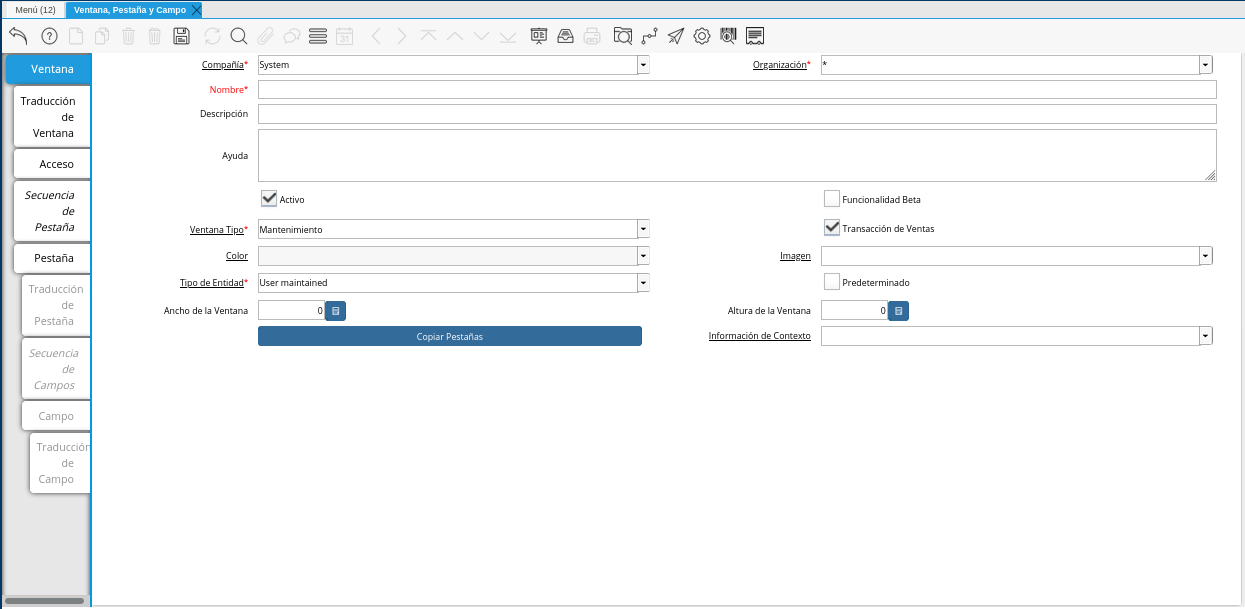 Menú (12)
Ventana, Pestaña y Campo
31
Ventana
Traducción
de
Ventana
Acceso
Secuencia
de
Pestaña
Pestaña
Traducción
de
Pestaña
Secuencia
de
Campos
Campo
Traducción
de
Campo
Compañía* System
Organización* *
Nombre*
Descripción
Ayuda
Activo
Funcionalidad Beta
Ventana Tipo* Mantenimiento
Transacción de Ventas
Color
Imagen
Tipo de Entidad* User maintained
Predeterminado
Ancho de la Ventana 0
Altura de la Ventana 0
Copiar Pestañas
Información de Contexto